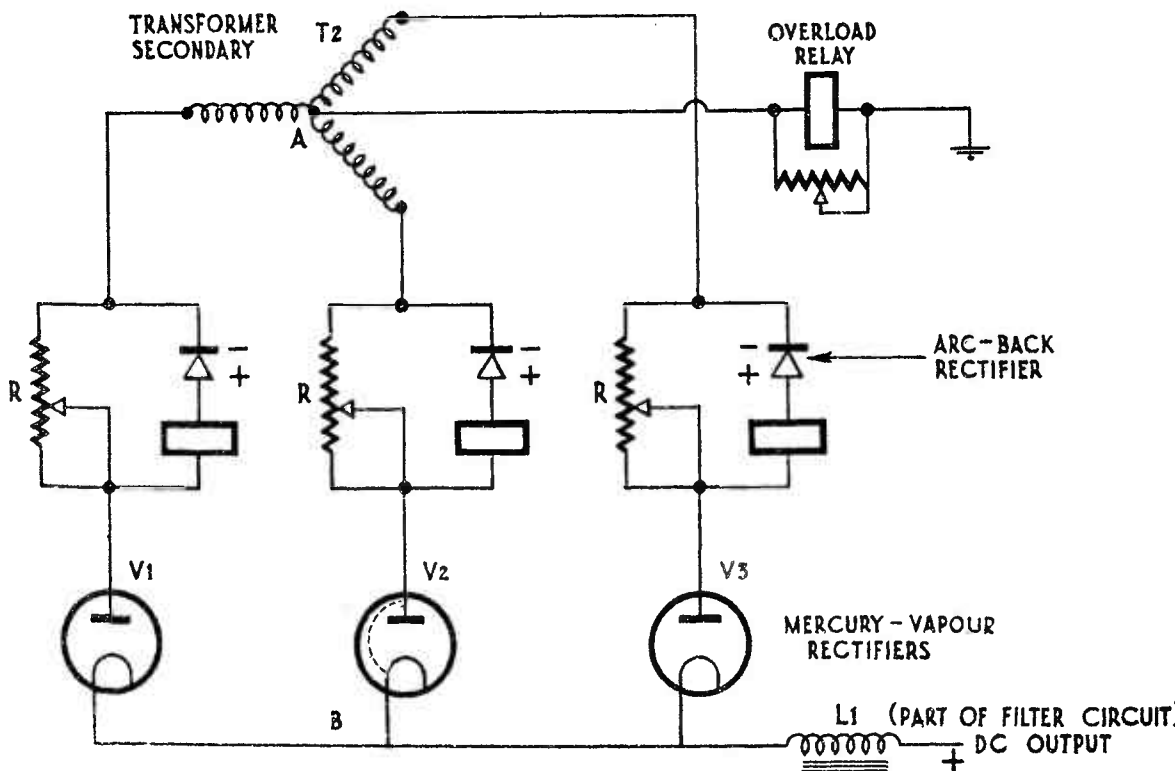 TRANSFORMER
SECONDARY
T2
OVERLOAD
RELAY
A
R
- 
+
R
- 
+
R
- 
+
ARC-BACK
RECTIFIER
V1
V2
V3
MERCURY-VAPOUR
RECTIFIERS
B
L1 (PART OF FILTER CIRCUIT)
+ DC OUTPUT